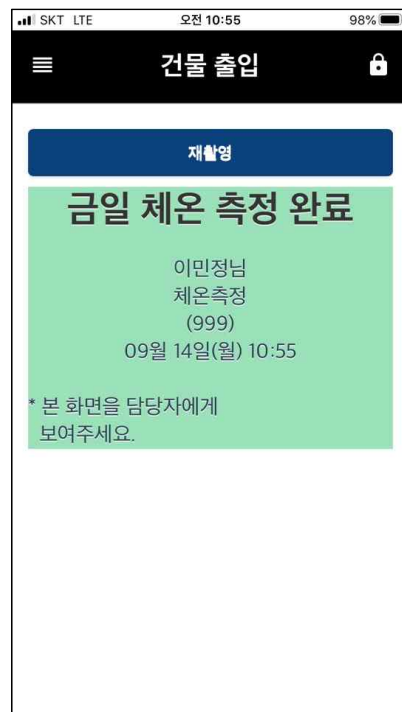 SKT LTE 오전 10:55 98%
건물 출입
재촬영
금일 체온 측정 완료
이민정님
체온측정
(999)
09월 14일(월) 10:55
* 본 화면을 담당자에게
보여주세요.